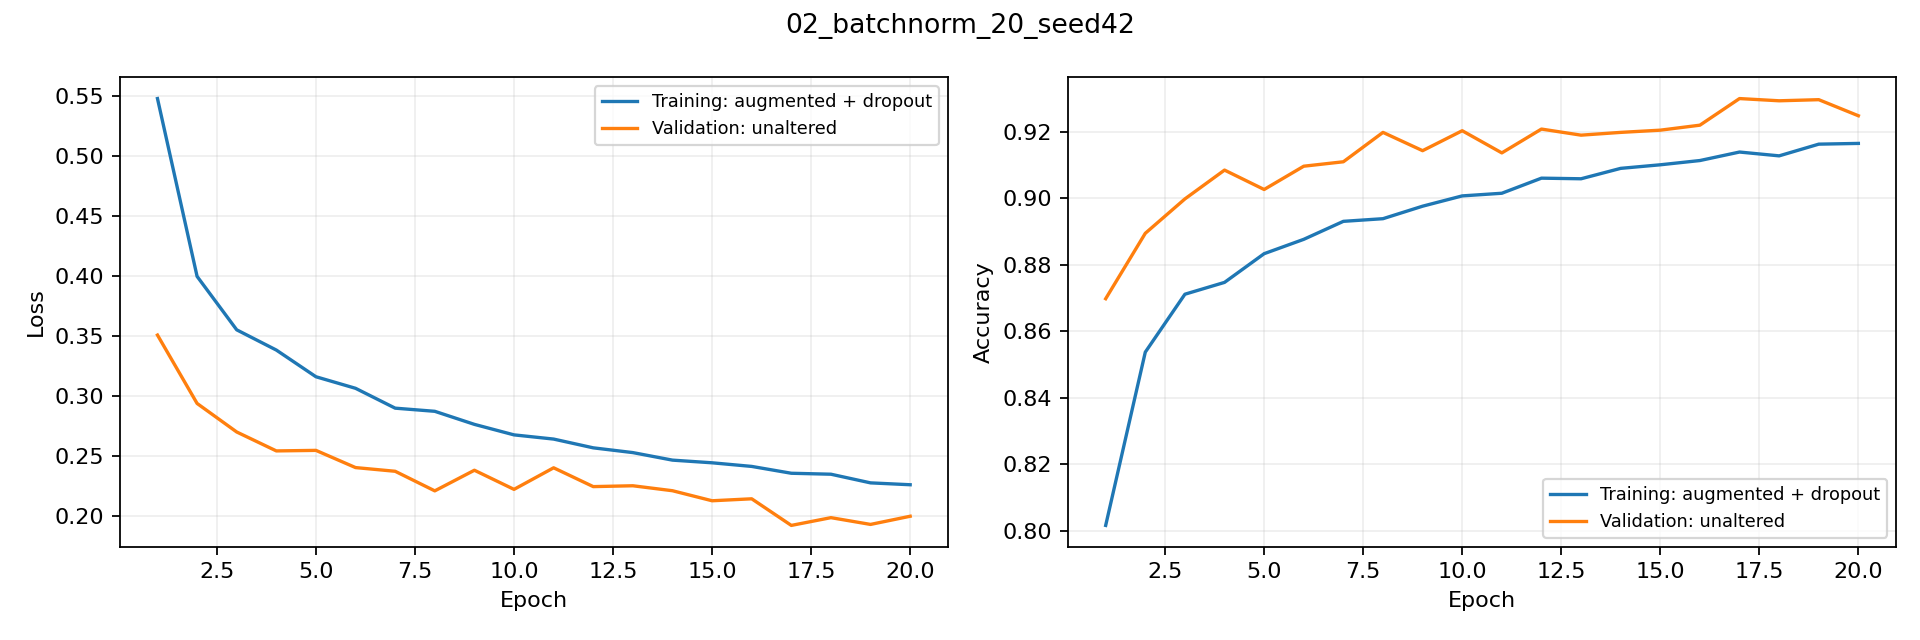 02_batchnorm_20_seed42
0.55
0.50
0.45
0.40
0.35
0.30
0.25
0.20
Loss
Training: augmented + dropout
Validation: unaltered
2.5 5.0 7.5 10.0 12.5 15.0 17.5 20.0
Epoch
0.92
0.90
0.88
0.86
0.84
0.82
0.80
Accuracy
Training: augmented + dropout
Validation: unaltered
2.5 5.0 7.5 10.0 12.5 15.0 17.5 20.0
Epoch